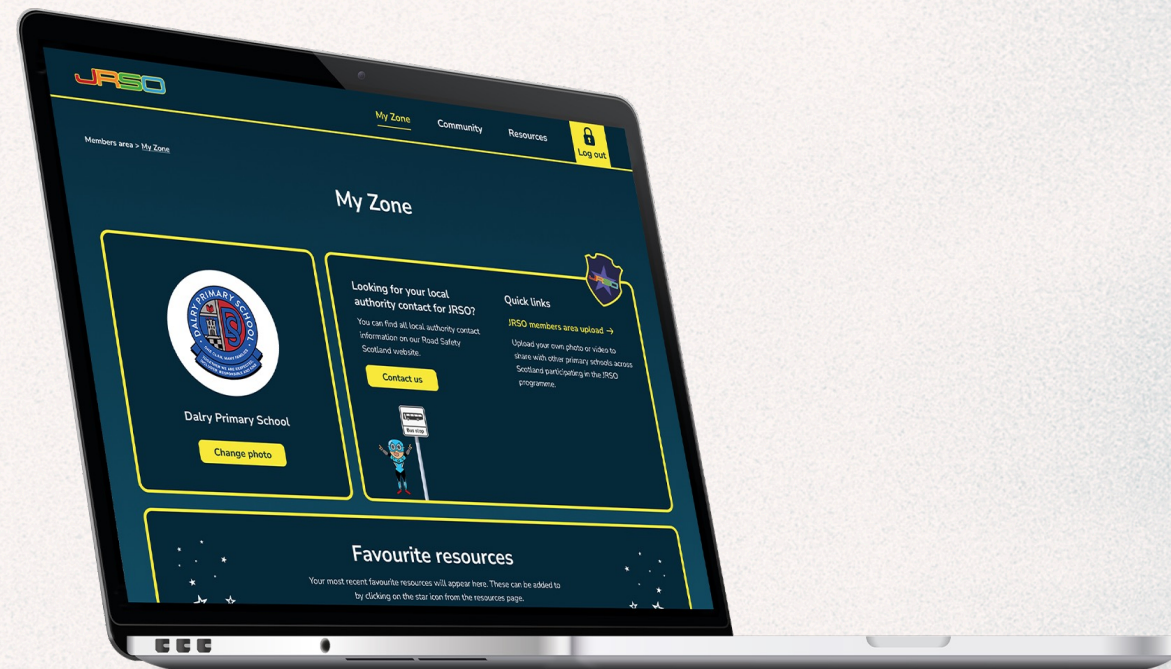 JRSO
My Zone
Community
Resources
Log out
Members area > My Zone
My Zone
DALRY PRIMARY SCHOOL
Dalry Primary School
Change photo
Looking for your local
authority contact for JRSO?
You can find all local authority contact
information on our Road Safety
Scotland website.
Contact us
Bus stop
JRSO
Quick links
JRSO members area upload →
Upload your own photo or video to
share with other primary schools across
Scotland participating in the JRSO
programme.
Favourite resources
Your most recent favourite resources will appear here. These can be added to
by clicking on the star icon from the resources page.